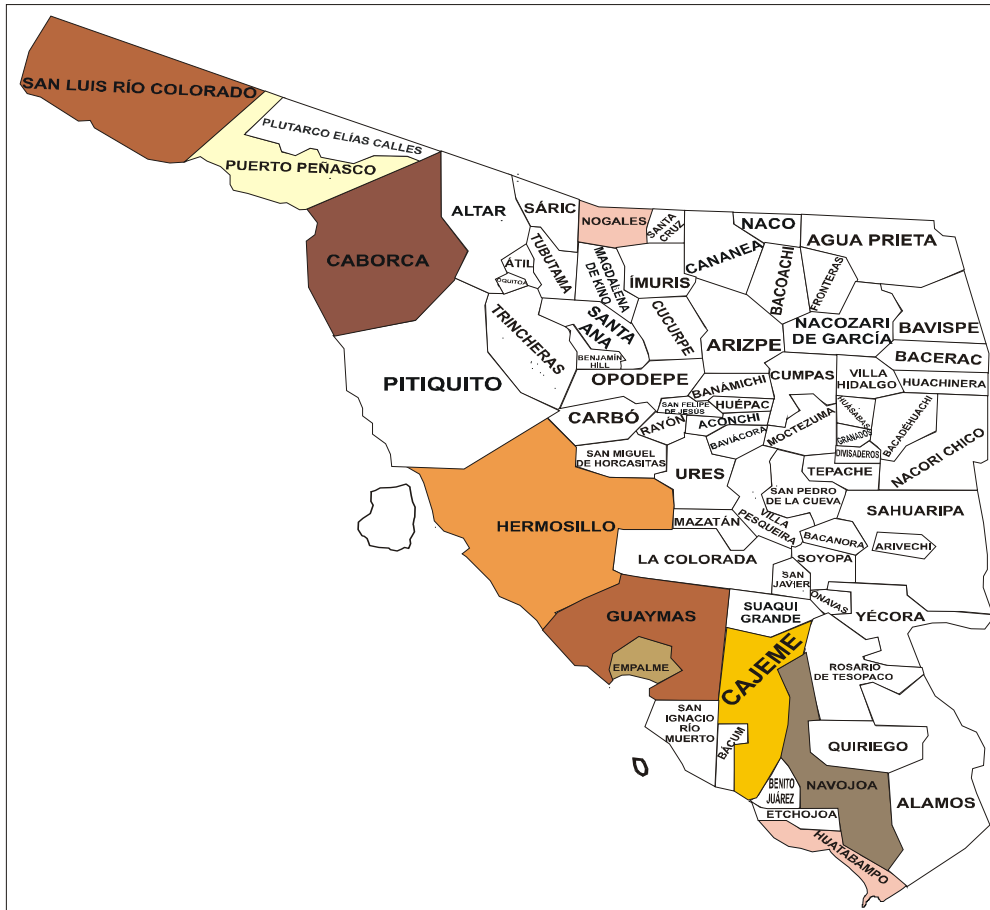 SAN LUIS RÍO COLORADO
PLUTARCO ELÍAS CALLES
PUERTO PEÑASCO
CABORCA
ALTAR
SÁRIC
NOGALES
SANTA
CRUZ
NACO
CANANEA
AGUA PRIETA
ÁTIL
OQUITOA
TUBUTAMA
MAGDALENA
DE KINO
ÍMURIS
BACOACHI
FRONTERAS
TRINCHERAS
SANTA
ANA
BENJAMÍN
HILL
CUCURPE
ARIZPE
NACOZARI
DE GARCÍA
BAVISPE
BACERAC
HUACHINERA
PITIQUITO
OPODEPE
BANÁMICHI
CUMPAS
VILLA
HIDALGO
CARBÓ
SAN FELIPE
DE JESÚS
HUÉPAC
RAYÓN
ACONCHI
BAVIÁCORA
MOCTEZUMA
HUÁSABAS
GRANADOS
DIVISADEROS
BACADÉHUACHI
NACORI CHICO
SAN MIGUEL
DE HORCASITAS
URES
TEPACHE
SAN PEDRO
DE LA CUEVA
SAHUARIPA
HERMOSILLO
MAZATÁN
VILLA
PESQUEIRA
BACANORA
ARIVECHI
LA COLORADA
SOYOPA
SAN
JAVIER
ONAVAS
GUAYMAS
SUAQUI
GRANDE
YÉCORA
EMPALME
CAJEME
ROSARIO
DE TESOPACO
SAN
IGNACIO
RÍO
MUERTO
BÁCUM
QUIRIEGO
BENITO
JUÁREZ
NAVOJOA
ALAMOS
ETCHOJOA
HUATABAMPO